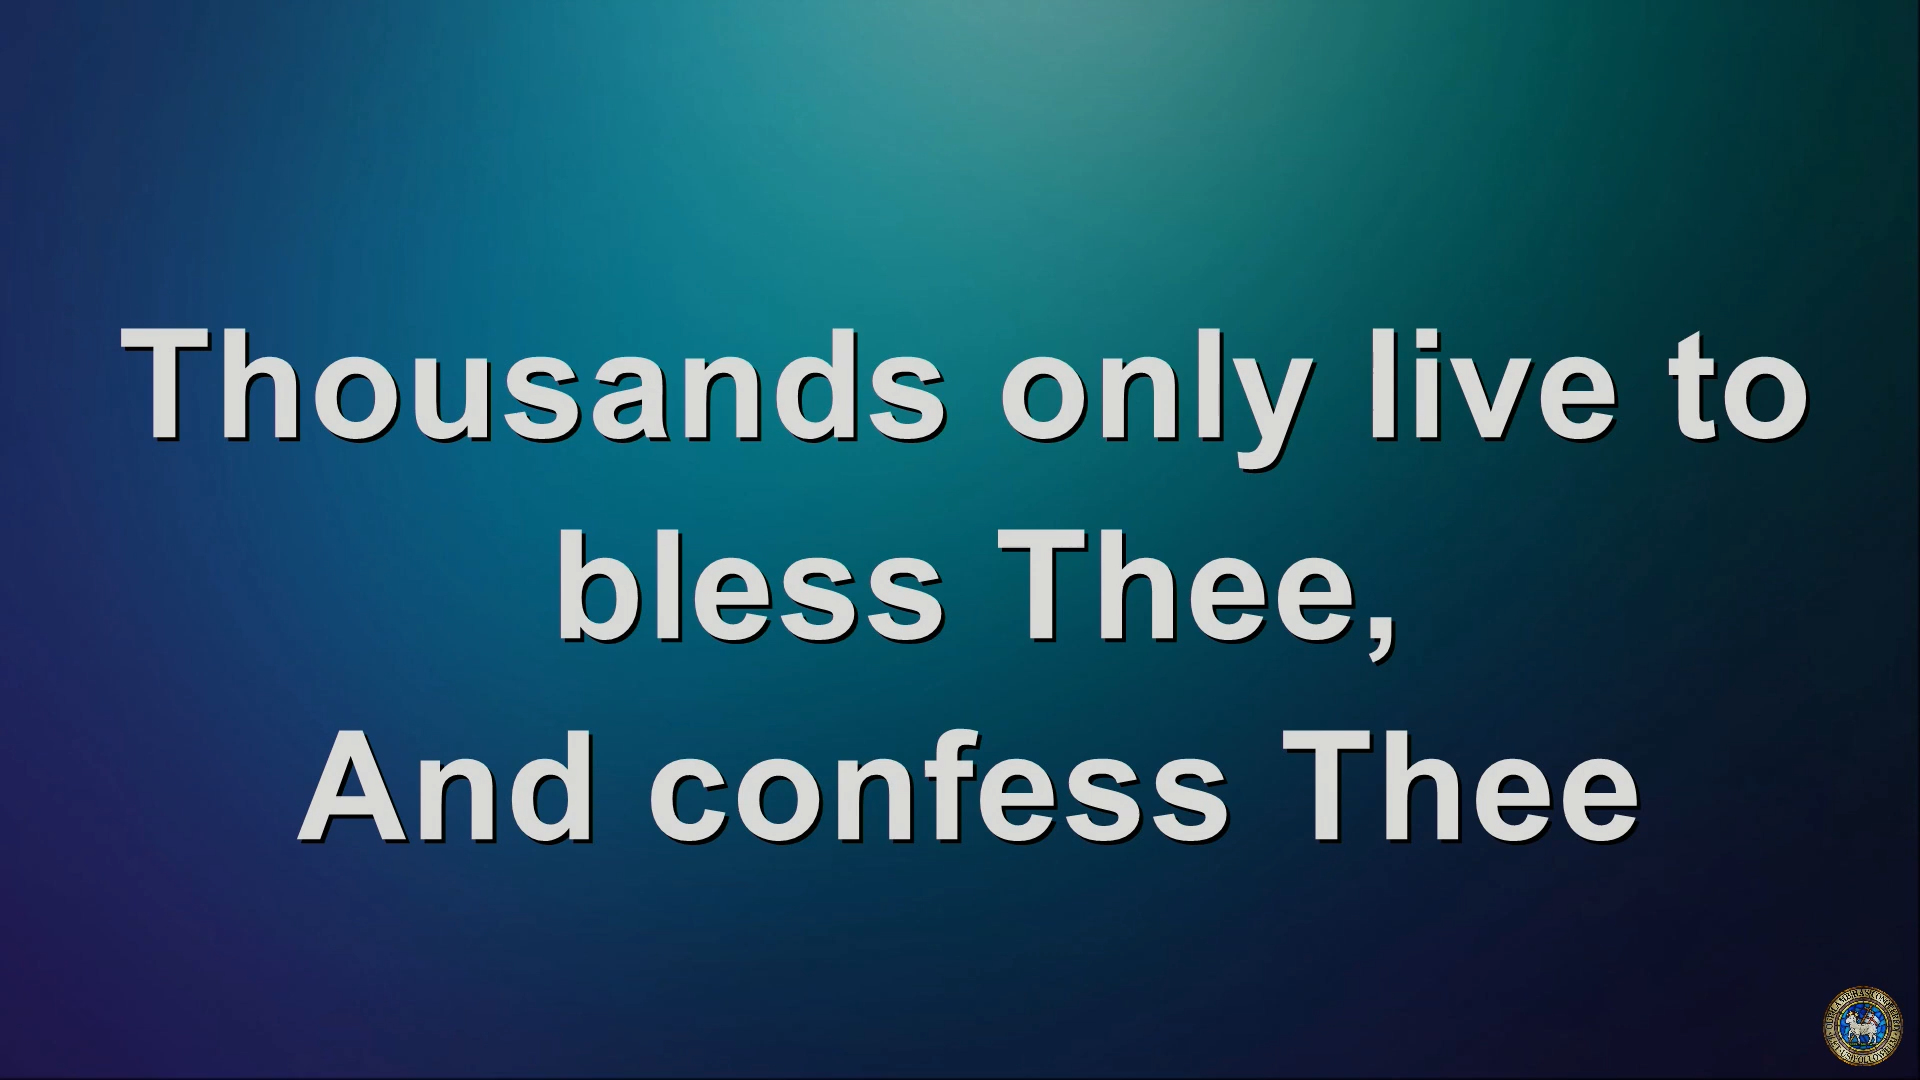 Thousands only live to
bless Thee,
And confess Thee